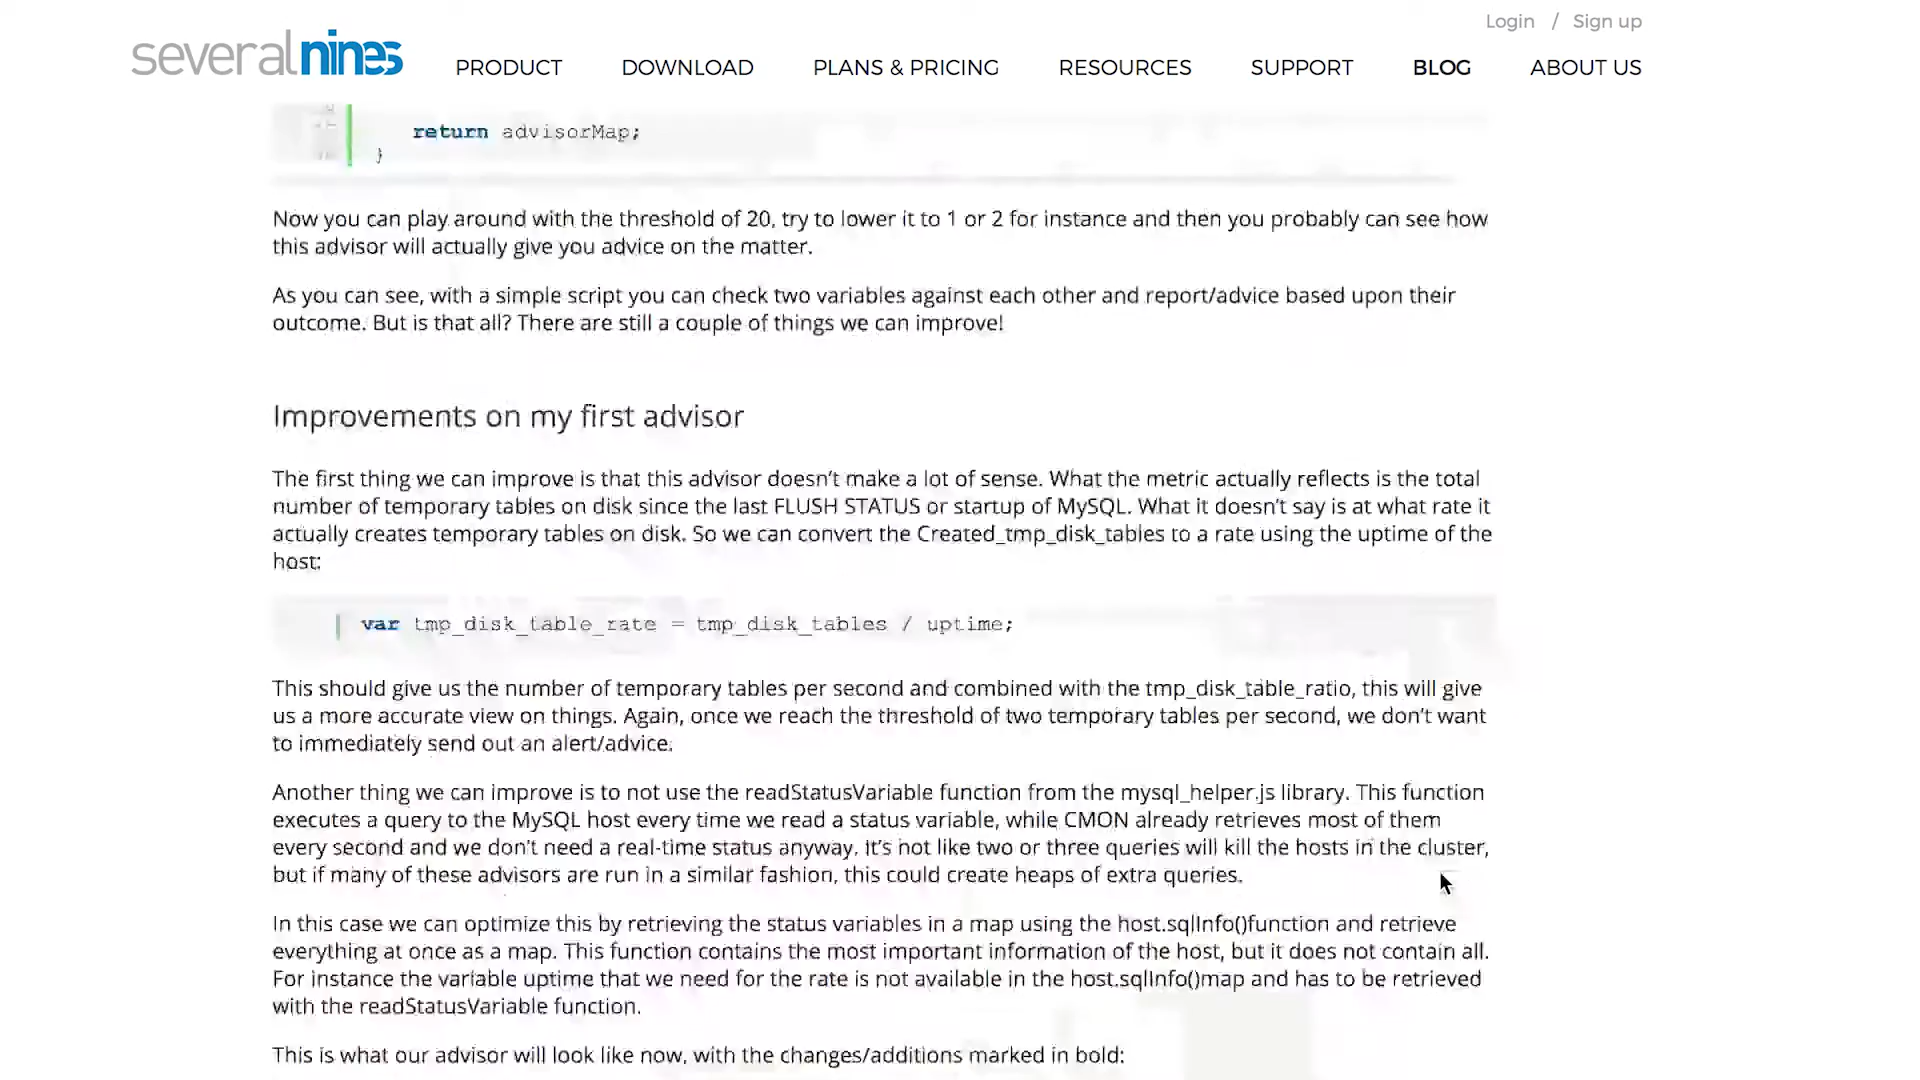 Login / Sign up
severalnines PRODUCT DOWNLOAD PLANS & PRICING RESOURCES SUPPORT BLOG ABOUT US
return advisorMap;
}
Now you can play around with the threshold of 20, try to lower it to 1 or 2 for instance and then you probably can see how
this advisor will actually give you advice on the matter.
As you can see, with a simple script you can check two variables against each other and report/advice based upon their
outcome. But is that all? There are still a couple of things we can improve!
Improvements on my first advisor
The first thing we can improve is that this advisor doesn't make a lot of sense. What the metric actually reflects is the total
number of temporary tables on disk since the last FLUSH STATUS or startup of MySQL. What it doesn't say is at what rate it
actually creates temporary tables on disk. So we can convert the Created_tmp_disk_tables to a rate using the uptime of the
host:
var tmp_disk_table_rate = tmp_disk_tables / uptime;
This should give us the number of temporary tables per second and combined with the tmp_disk_table_ratio, this will give
us a more accurate view on things. Again, once we reach the threshold of two temporary tables per second, we don't want
to immediately send out an alert/advice.
Another thing we can improve is to not use the readStatusVariable function from the mysql_helper.js library. This function
executes a query to the MySQL host every time we read a status variable, while CMON already retrieves most of them
every second and we don't need a real-time status anyway. It's not like two or three queries will kill the hosts in the cluster,
but if many of these advisors are run in a similar fashion, this could create heaps of extra queries.
In this case we can optimize this by retrieving the status variables in a map using the host.sqlInfo()function and retrieve
everything at once as a map. This function contains the most important information of the host, but it does not contain all.
For instance the variable uptime that we need for the rate is not available in the host.sqlInfo()map and has to be retrieved
with the readStatusVariable function.
This is what our advisor will look like now, with the changes/additions marked in bold: